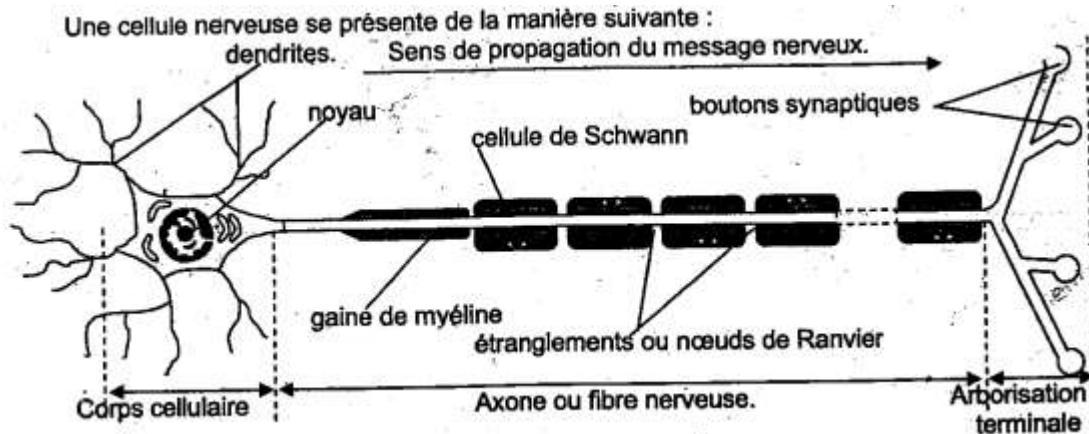 Une cellule nerveuse se présente de la manière suivante :
dendrites.
Sens de propagation du message nerveux.
noyau
boutons synaptiques
cellule de Schwann
gaine de myéline
étranglements ou nœuds de Ranvier
Corps cellulaire
Axone ou fibre nerveuse.
Arborisation
terminale